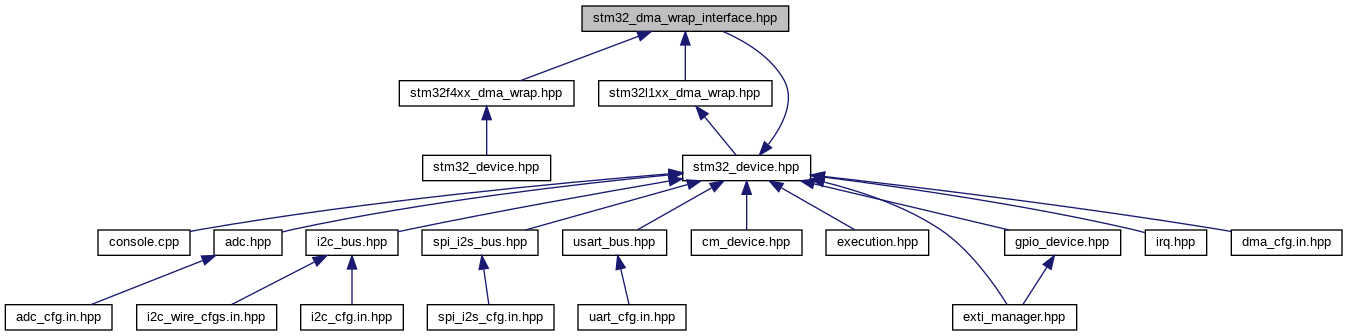 stm32_dma_wrap_interface.hpp
stm32f4xx_dma_wrap.hpp
stm32l1xx_dma_wrap.hpp
stm32_device.hpp
stm32_device.hpp
console.cpp
adc.hpp
i2c_bus.hpp
spi_i2s_bus.hpp
usart_bus.hpp
cm_device.hpp
execution.hpp
gpio_device.hpp
irq.hpp
dma_cfg.in.hpp
adc_cfg.in.hpp
i2c_wire_cfgs.in.hpp
i2c_cfg.in.hpp
spi_i2s_cfg.in.hpp
uart_cfg.in.hpp
exti_manager.hpp